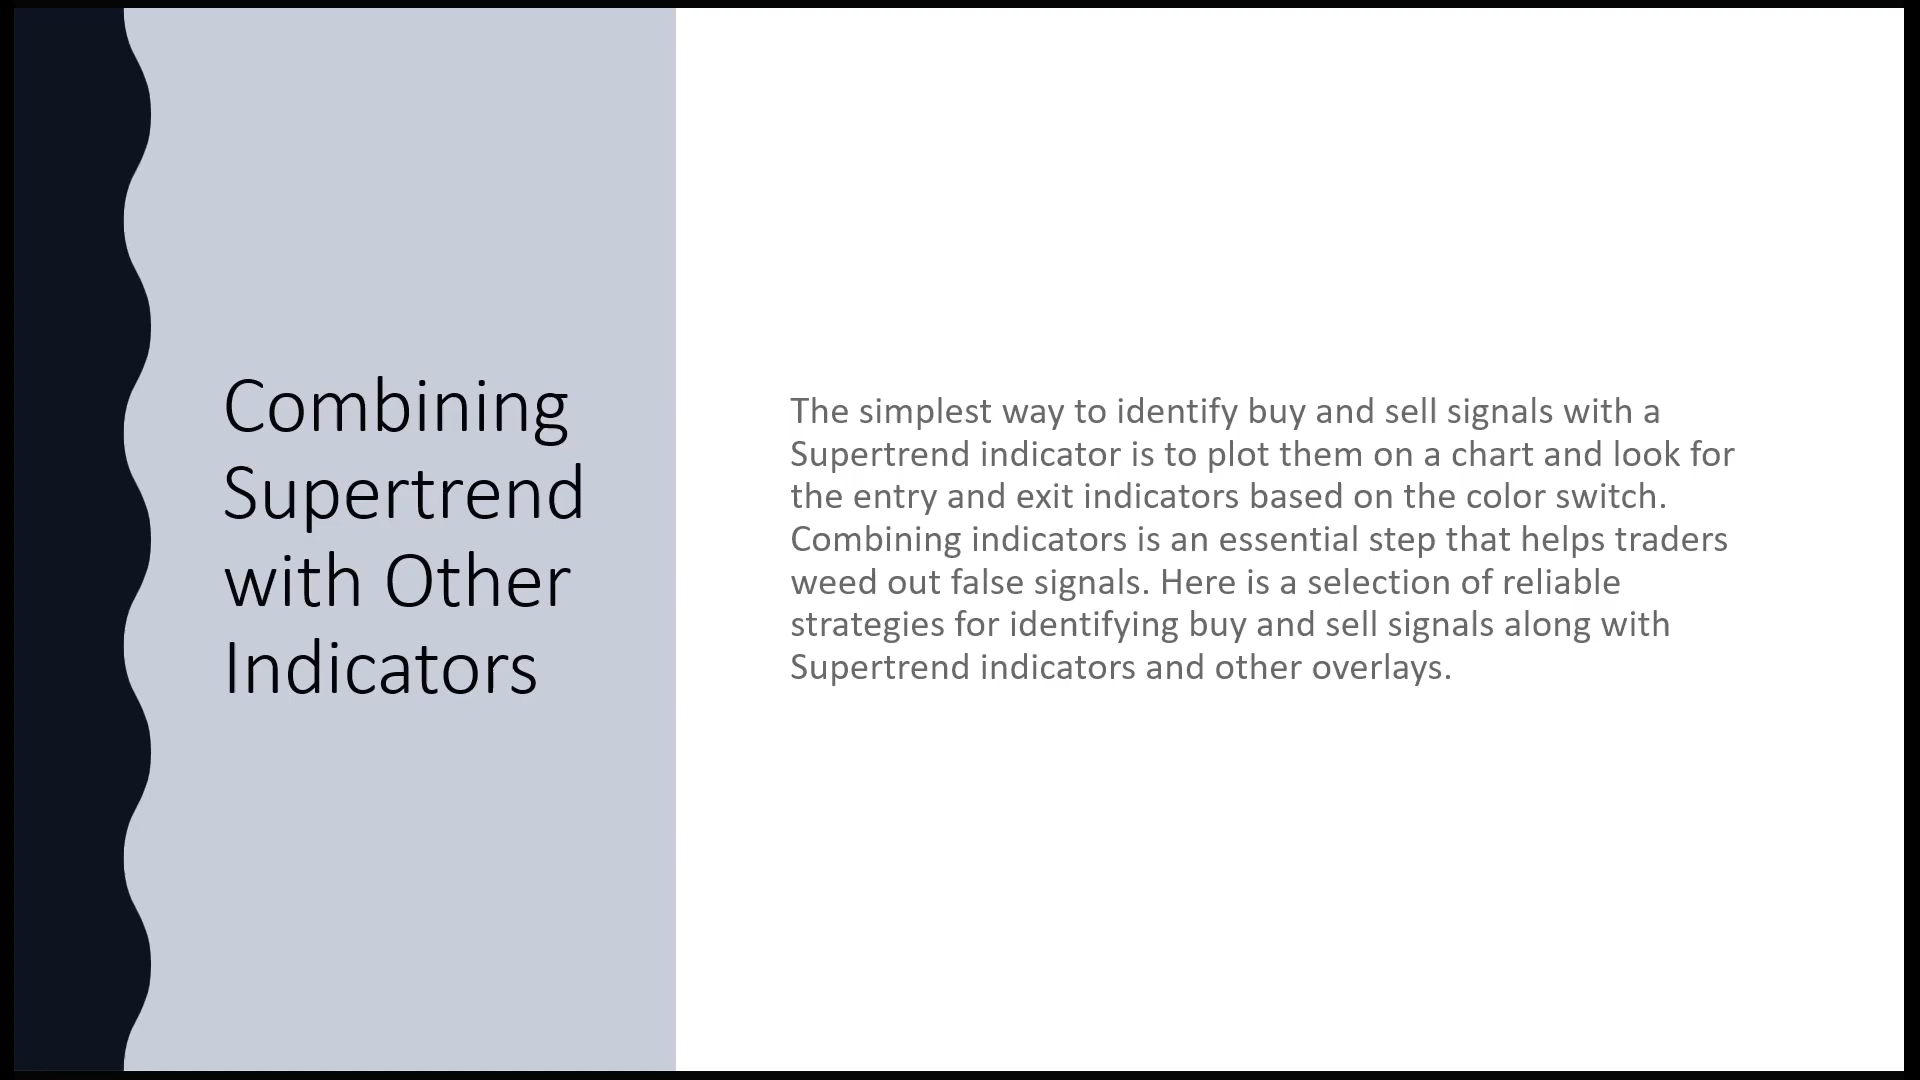 Combining
Supertrend
with Other
Indicators
The simplest way to identify buy and sell signals with a
Supertrend indicator is to plot them on a chart and look for
the entry and exit indicators based on the color switch.
Combining indicators is an essential step that helps traders
weed out false signals. Here is a selection of reliable
strategies for identifying buy and sell signals along with
Supertrend indicators and other overlays.